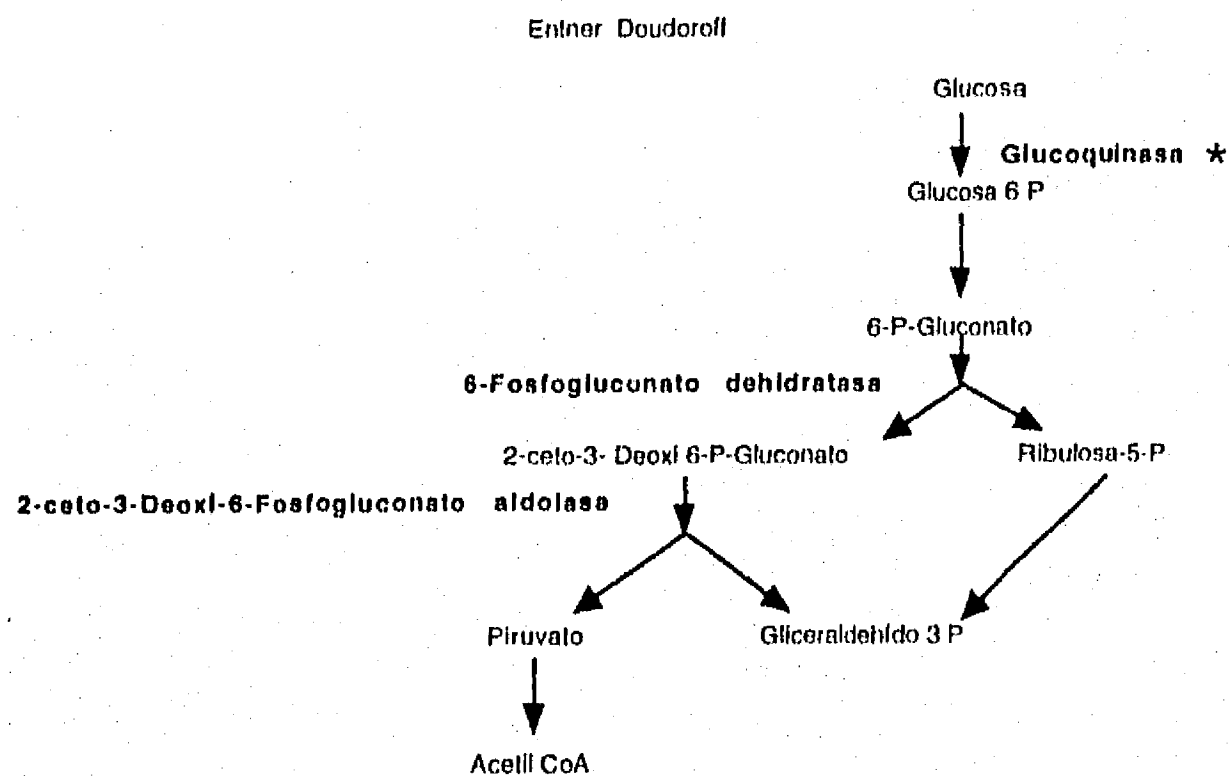 Entner Doudoroff
Glucosa
Glucoquinasa *
Glucosa 6 P
6-P-Gluconato
6-Fosfogluconato dehidratasa
2-ceto-3- Deoxi 6-P-Gluconato
Ribulosa-5-P
2-ceto-3-Deoxi-6-Fosfogluconato aldolasa
Piruvato
Gliceraldehído 3 P
Acetil CoA